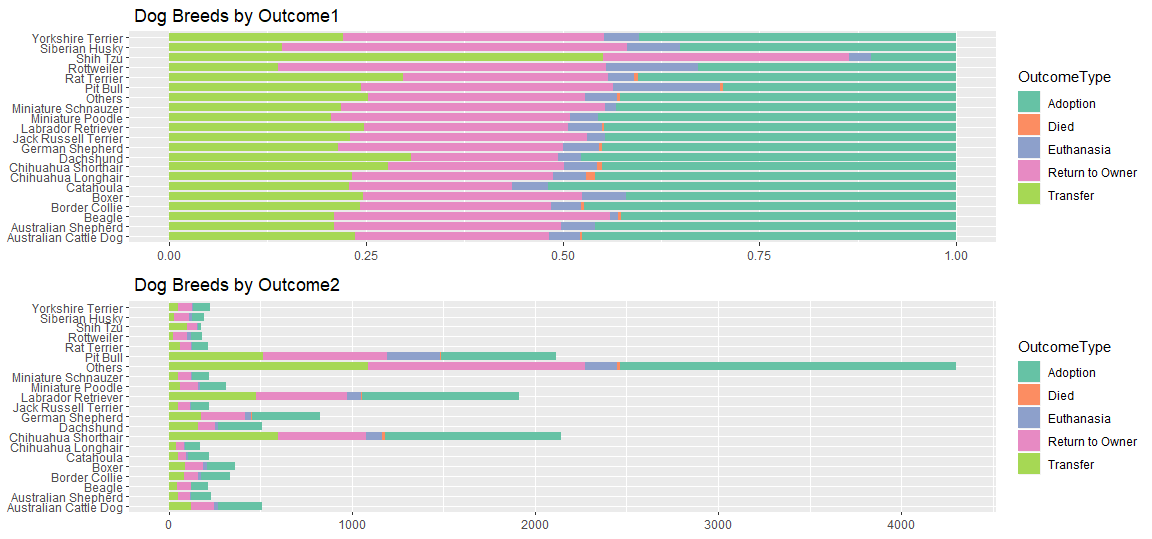 Dog Breeds by Outcome1
Yorkshire Terrier
Siberian Husky
Shih Tzu
Rottweiler
Rat Terrier
Pit Bull
Others
Miniature Schnauzer
Miniature Poodle
Labrador Retriever
Jack Russell Terrier
German Shepherd
Dachshund
Chihuahua Shorthair
Chihuahua Longhair
Catahoula
Boxer
Border Collie
Beagle
Australian Shepherd
Australian Cattle Dog
0.00 0.25 0.50 0.75 1.00
OutcomeType
Adoption
Died
Euthanasia
Return to Owner
Transfer
Dog Breeds by Outcome2
Yorkshire Terrier
Siberian Husky
Shih Tzu
Rottweiler
Rat Terrier
Pit Bull
Others
Miniature Schnauzer
Miniature Poodle
Labrador Retriever
Jack Russell Terrier
German Shepherd
Dachshund
Chihuahua Shorthair
Chihuahua Longhair
Catahoula
Boxer
Border Collie
Beagle
Australian Shepherd
Australian Cattle Dog
0 1000 2000 3000 4000
OutcomeType
Adoption
Died
Euthanasia
Return to Owner
Transfer